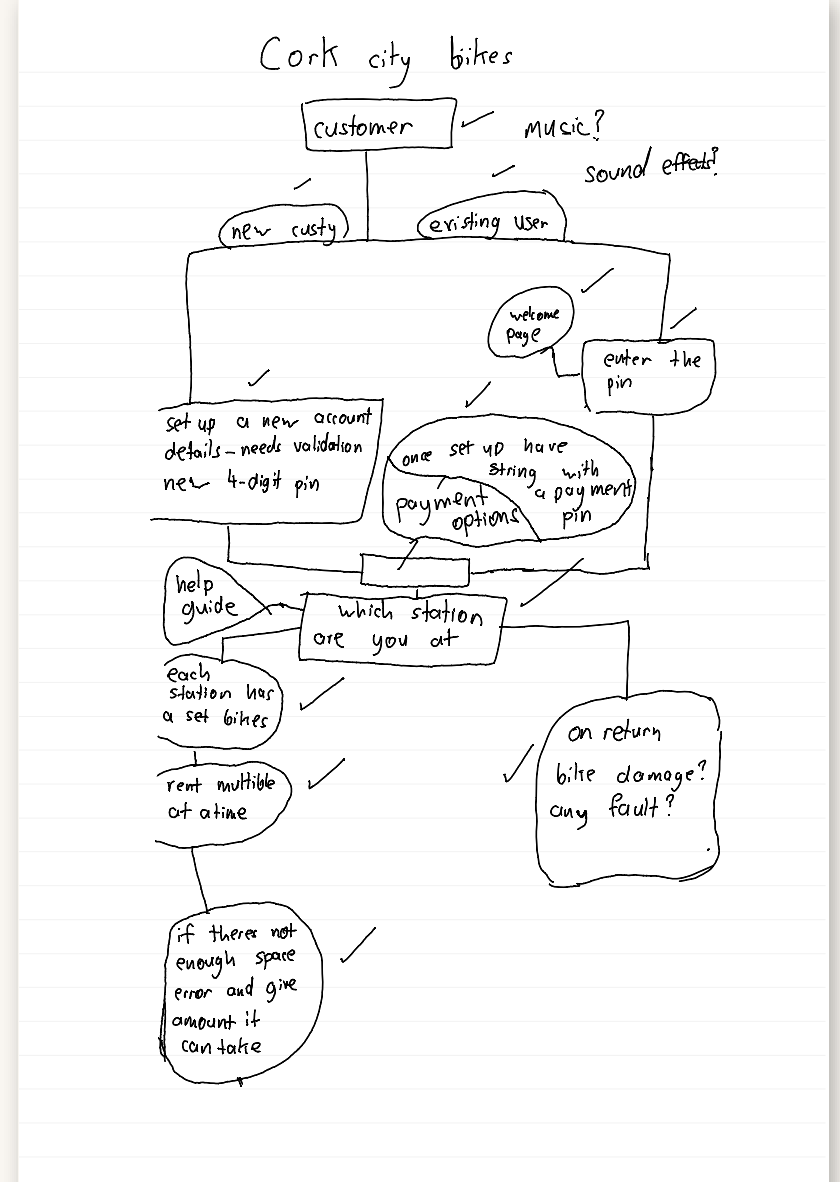 Cork city bikes
customer
music?
sound effects?
new custy
existing user
welcome
page
enter the
pin
set up a new account
details - needs validation
new 4-digit pin
once set up have
string with
a payment
pin
payment
options
help
guide
which station
are you at
each
station has
a set bikes
rent multible
at a time
on return
bike damage?
any fault?
if theres not
enough space
error and give
amount it
can take